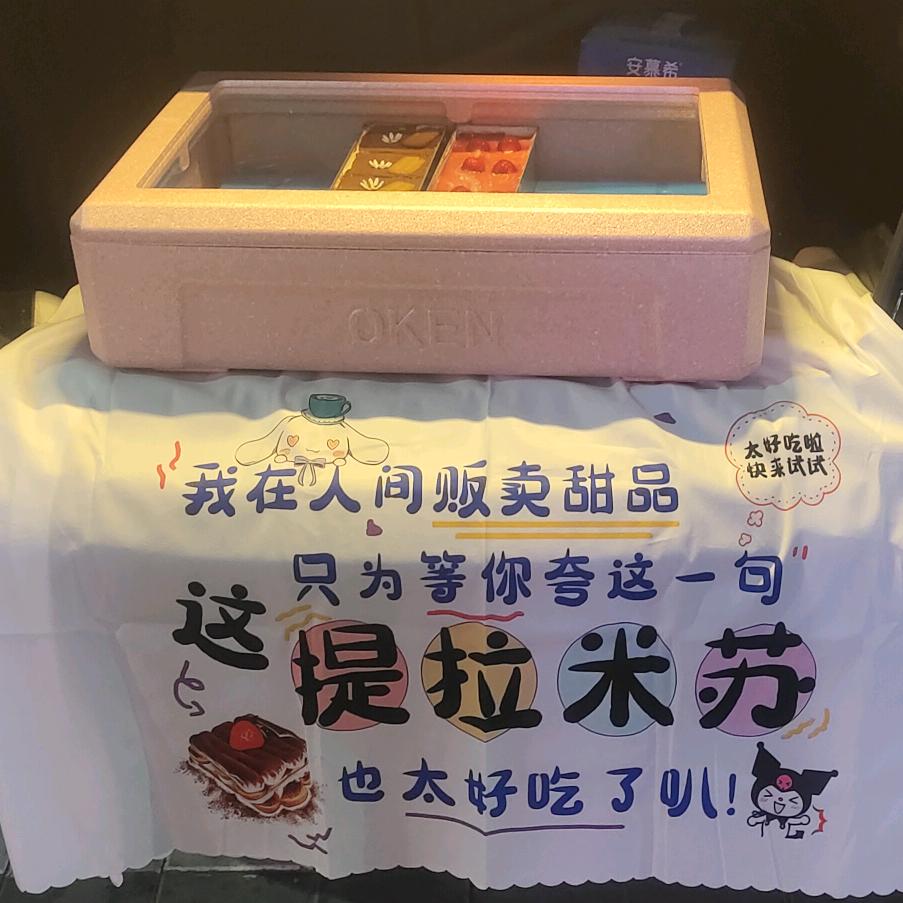 安慕希
OKEN
太好吃啦
快来试试
我在人间贩卖甜品
只为等你夸这一句"
这提拉米苏
也太好吃了叭!